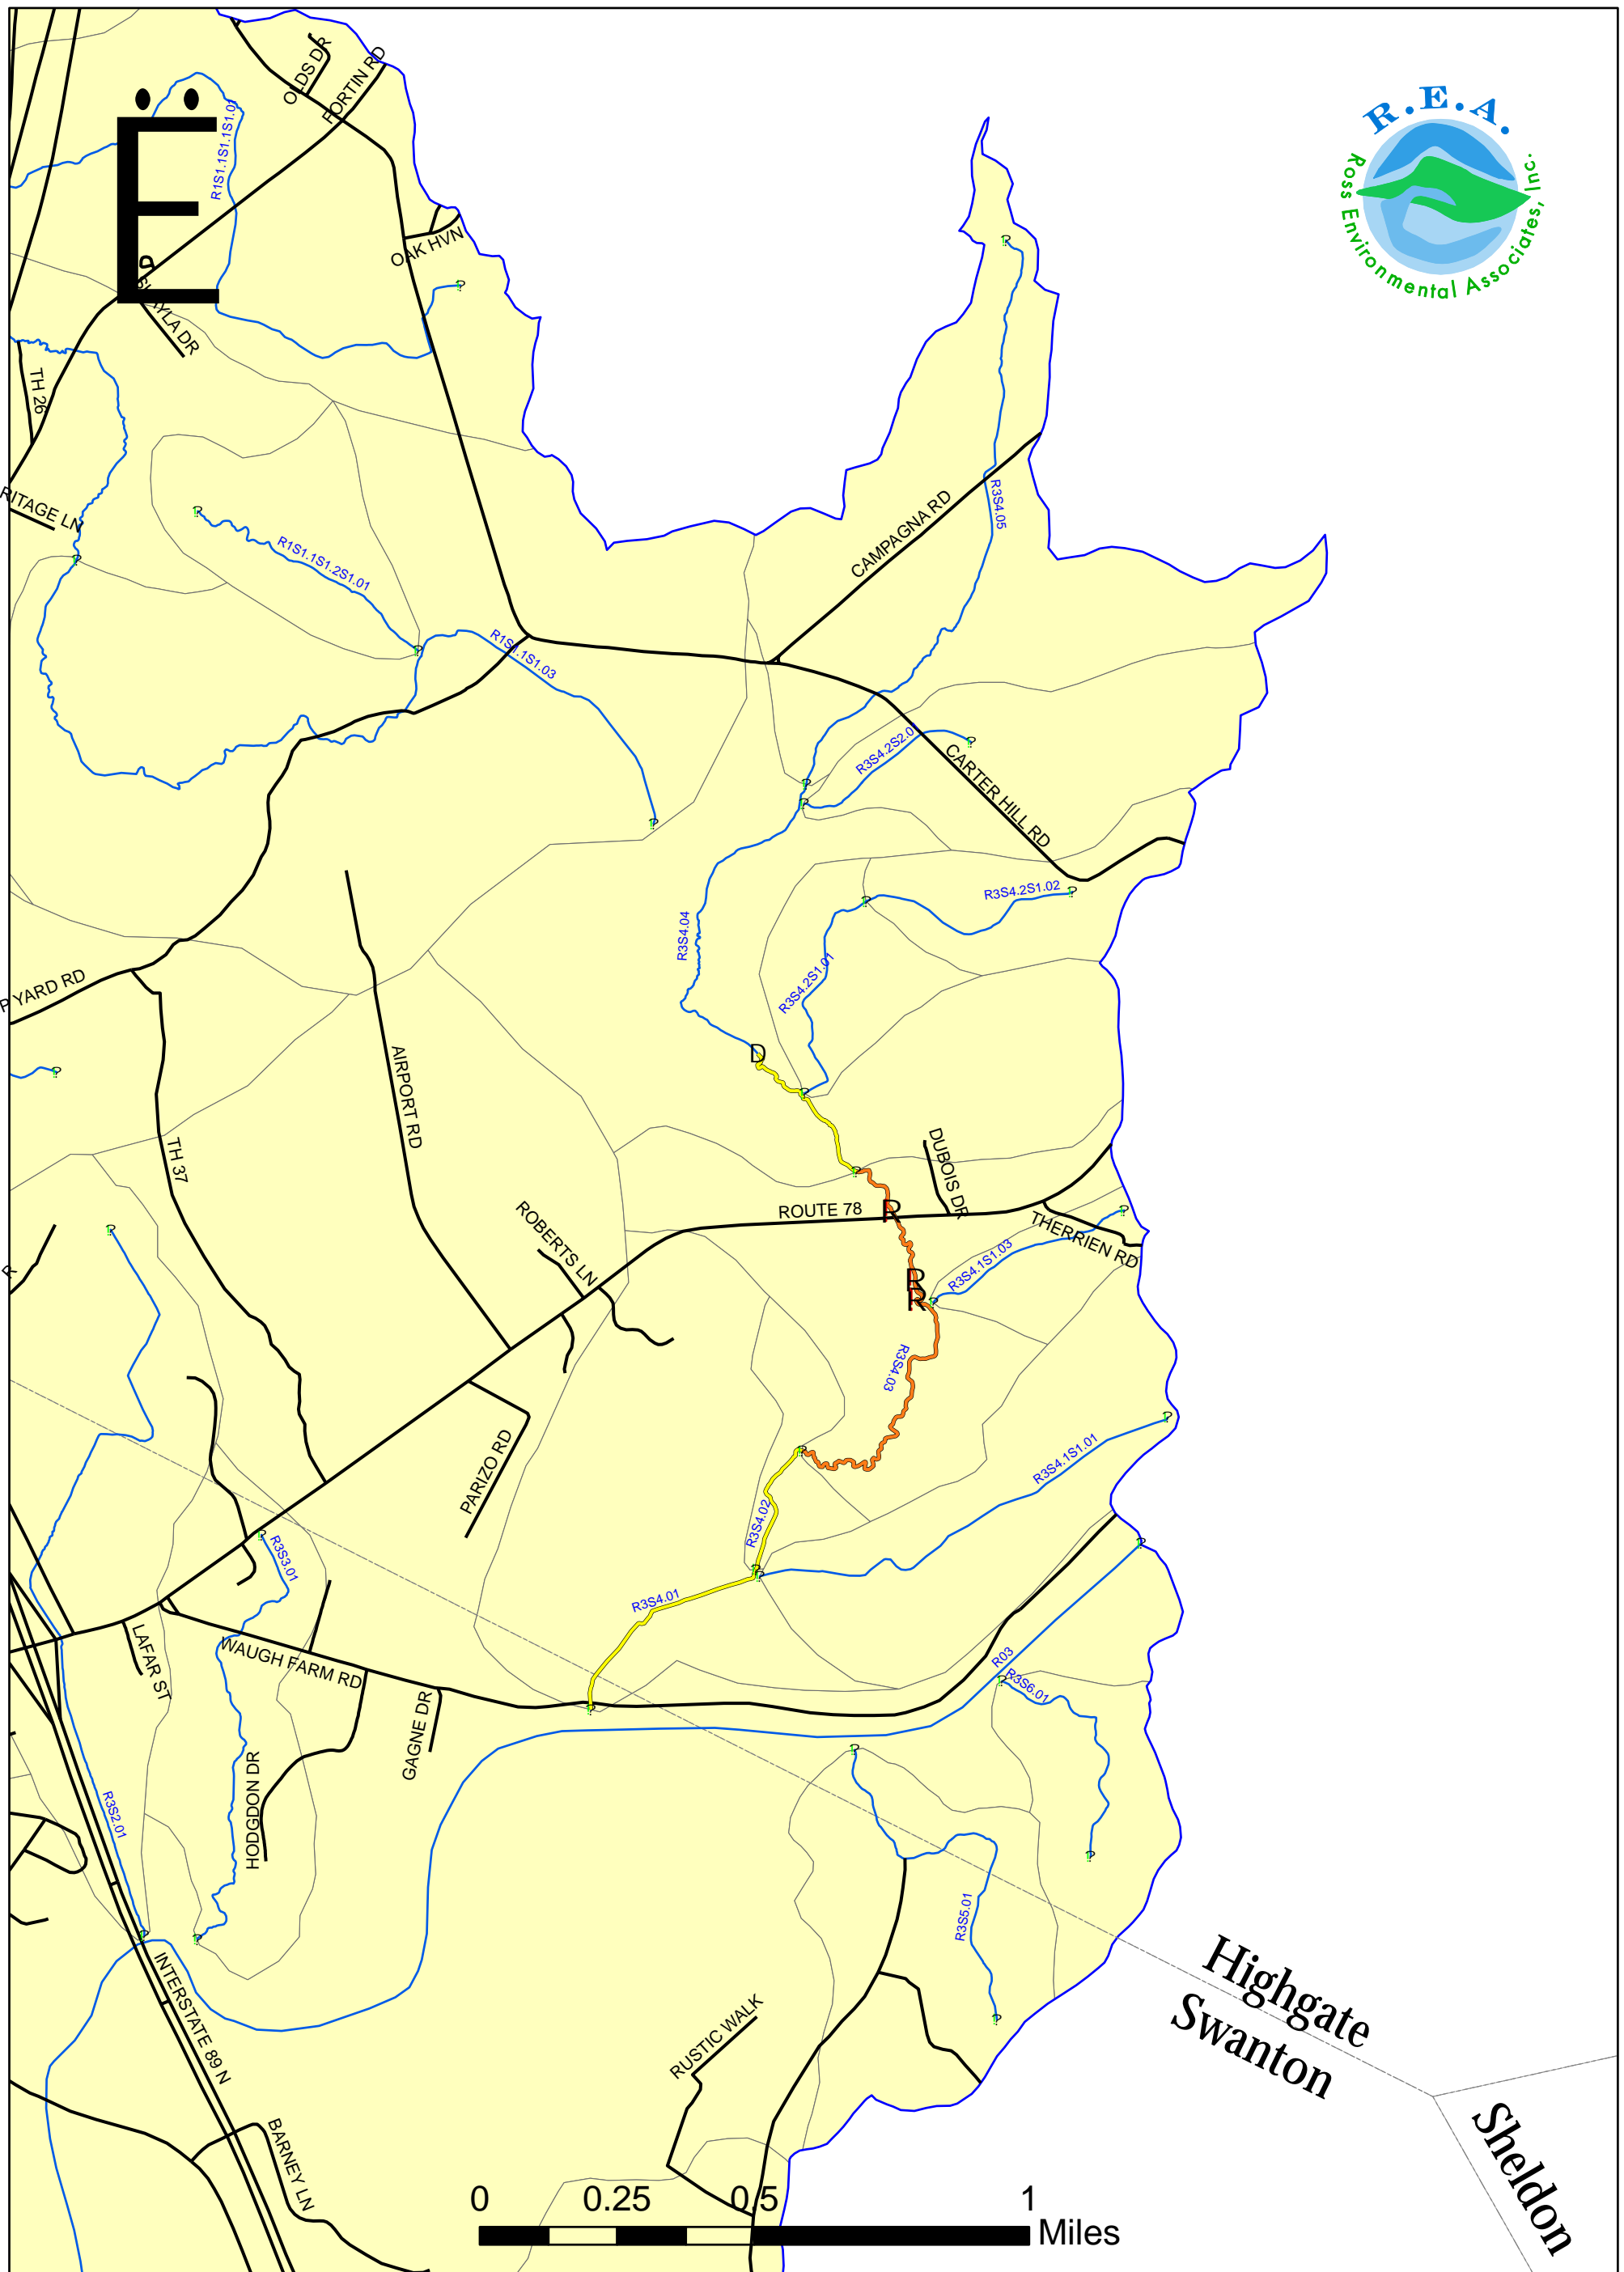 OLDS DR
FORTIN RD
R.E.A.
Ross Environmental Associates, Inc.
Ë
R1S1.1S1.1S1.01
OAK HVN
TH 26
RITAGE LN
R1S1.1S1.2S1.01
R1S1.1S1.03
CAMPAGNA RD
R3S4.05
R3S4.2S2.0
CARTER HILL RD
R3S4.04
R3S4.2S1.02
R3S4.2S1.01
P YARD RD
AIRPORT RD
D
TH 37
DUBOIS DR
ROUTE 78
R
ROBERTS LN
THERRIEN RD
R3S4.1S1.03
R
R
R
R3S4.03
PARIZO RD
R3S4.1S1.01
R3S4.02
R3S3.01
R3S4.01
LAFAR ST
WAUGH FARM RD
R03
R3S6.01
GAGNE DR
HODGDON DR
R3S2.01
R3S5.01
INTERSTATE 89 N
RUSTIC WALK
Highgate
Swanton
Sheldon
BARNEY LN
0 0.25 0.5 1
Miles